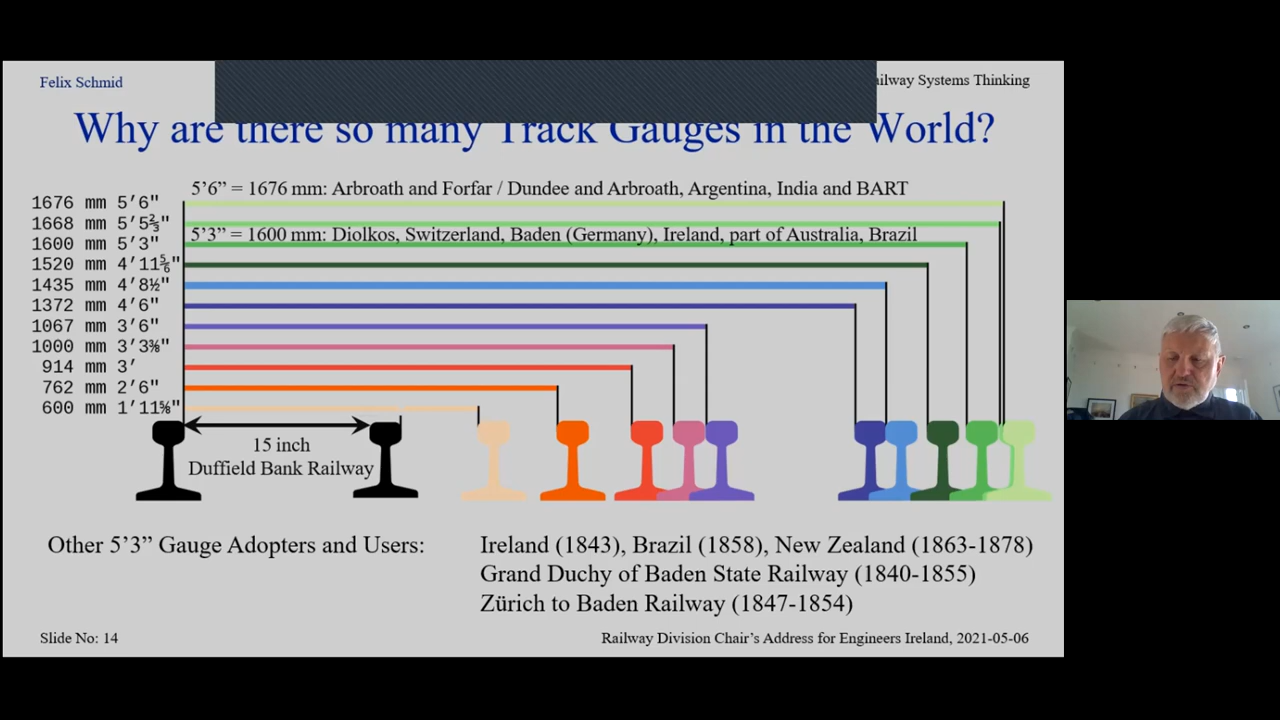 Felix Schmid
Railway Systems Thinking
Why are there so many Track Gauges in the World?
5’6” = 1676 mm: Arbroath and Forfar / Dundee and Arbroath, Argentina, India and BART
1676 mm 5’6"
1668 mm 5’5⅔"
5’3” = 1600 mm: Diolkos, Switzerland, Baden (Germany), Ireland, part of Australia, Brazil
1600 mm 5’3"
1520 mm 4’11⅚"
1435 mm 4’8½"
1372 mm 4’6"
1067 mm 3’6"
1000 mm 3’3⅜"
914 mm 3’
762 mm 2’6"
600 mm 1’11⅝"
15 inch
Duffield Bank Railway
Other 5’3” Gauge Adopters and Users:
Ireland (1843), Brazil (1858), New Zealand (1863-1878)
Grand Duchy of Baden State Railway (1840-1855)
Zürich to Baden Railway (1847-1854)
Slide No: 14
Railway Division Chair’s Address for Engineers Ireland, 2021-05-06